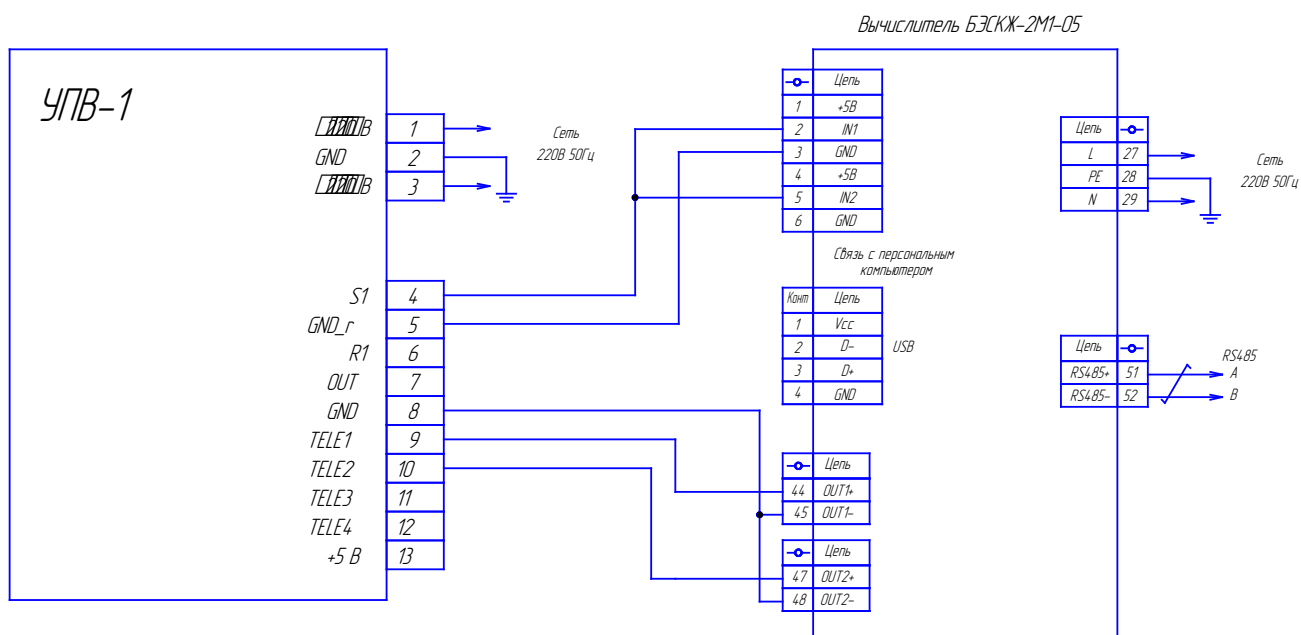 Вычислитель БЭСКЖ-2М1-05
УПВ-1
220 В 1
GND 2
220 В 3
Сеть
220В 50Гц
S1 4
GND_r 5
R1 6
OUT 7
GND 8
TELE1 9
TELE2 10
TELE3 11
TELE4 12
+5 В 13
Цепь
1 +5В
2 IN1
3 GND
4 +5В
5 IN2
6 GND
Связь с персональным
компьютером
Конт Цепь
1 Vcc
2 D-
3 D+
4 GND
USB
Цепь
44 OUT1+
45 OUT1-
Цепь
47 OUT2+
48 OUT2-
Цепь
L 27
PE 28
N 29
Сеть
220В 50Гц
Цепь
RS485+ 51
RS485- 52
RS485
A
B